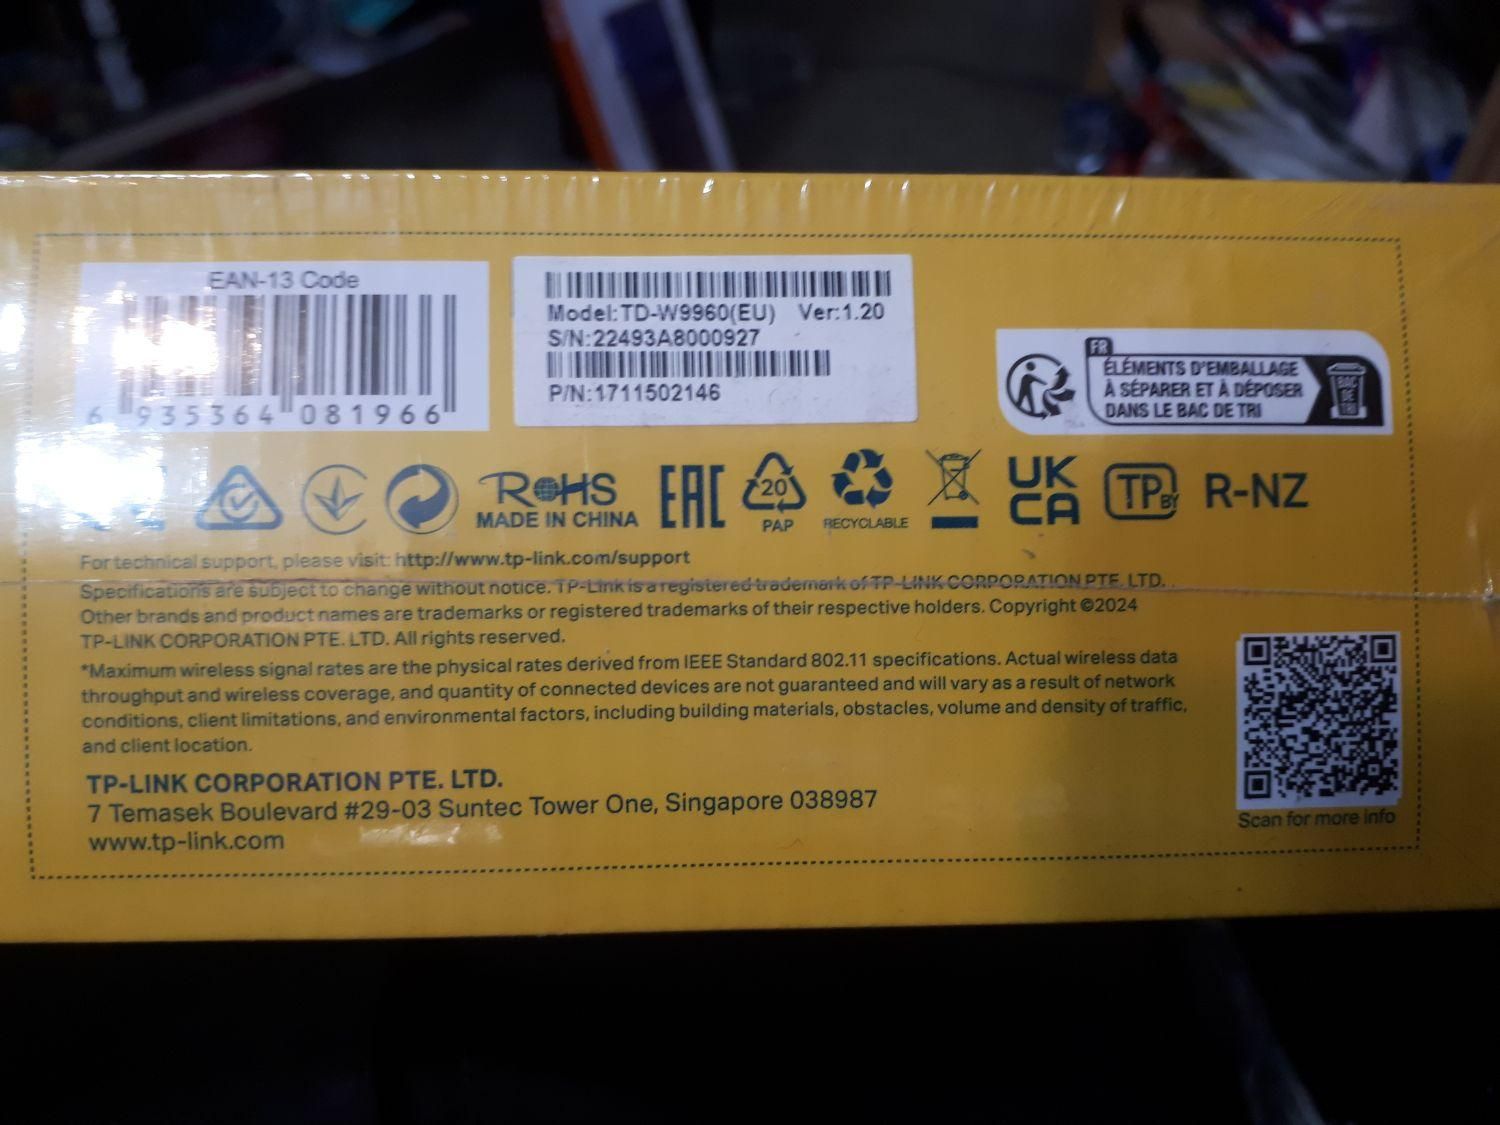 EAN-13 Code
6 935364 081966
Model:TD-W9960(EU) Ver:1.20
S/N:22493A8000927
P/N:1711502146
FR
ÉLÉMENTS D'EMBALLAGE
À SÉPARER ET À DÉPOSER
DANS LE BAC DE TRI
BAC
DE
TRI
RoHS
MADE IN CHINA
EAC
20
PAP
RECYCLABLE
UK
CA
TP BY
R-NZ
For technical support, please visit: http://www.tp-link.com/support
Specifications are subject to change without notice. TP-Link is a registered trademark of TP-LINK CORPORATION PTE. LTD.
Other brands and product names are trademarks or registered trademarks of their respective holders. Copyright ©2024
TP-LINK CORPORATION PTE. LTD. All rights reserved.
*Maximum wireless signal rates are the physical rates derived from IEEE Standard 802.11 specifications. Actual wireless data
throughput and wireless coverage, and quantity of connected devices are not guaranteed and will vary as a result of network
conditions, client limitations, and environmental factors, including building materials, obstacles, volume and density of traffic,
and client location.
TP-LINK CORPORATION PTE. LTD.
7 Temasek Boulevard #29-03 Suntec Tower One, Singapore 038987
www.tp-link.com
Scan for more info